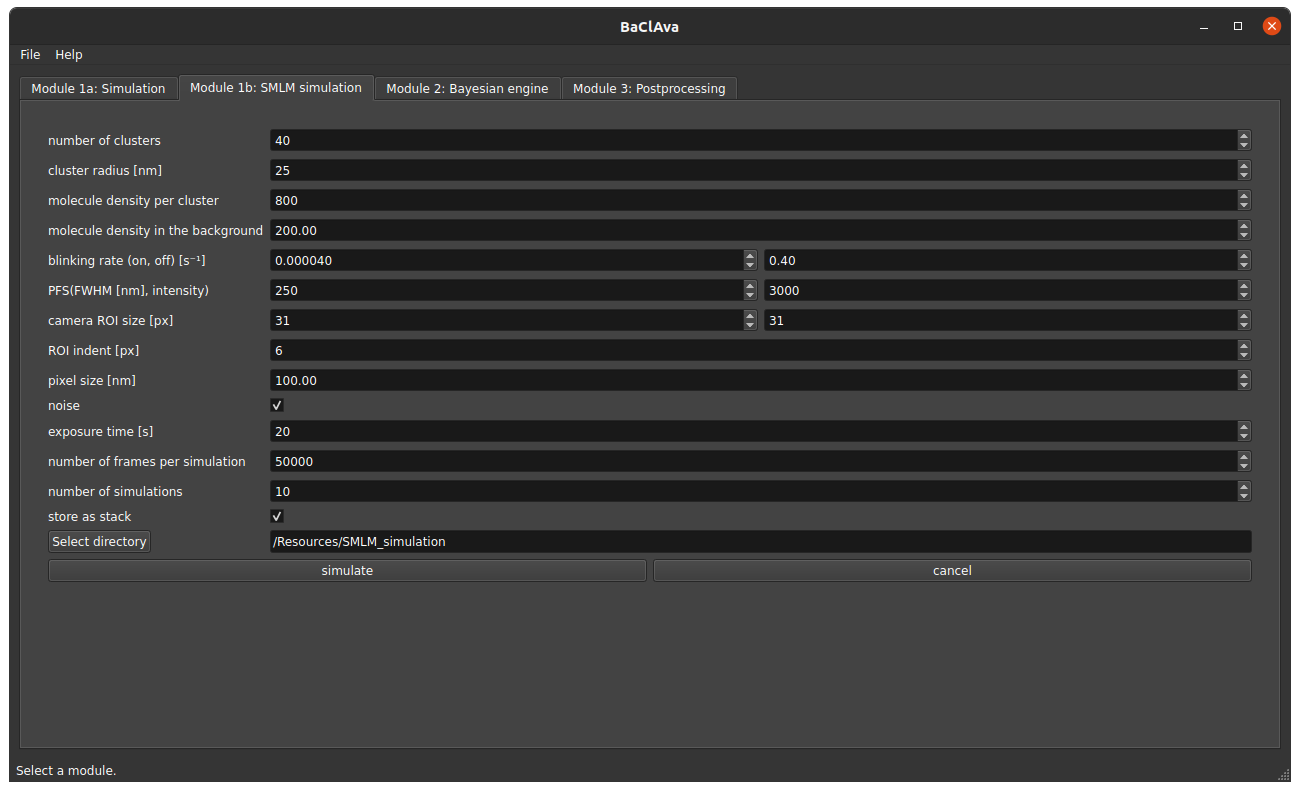 BaClAva
File Help
Module 1a: Simulation Module 1b: SMLM simulation Module 2: Bayesian engine Module 3: Postprocessing
number of clusters 40
cluster radius [nm] 25
molecule density per cluster 800
molecule density in the background 200.00
blinking rate (on, off) [s⁻¹] 0.000040 0.40
PFS(FWHM [nm], intensity) 250 3000
camera ROI size [px] 31 31
ROI indent [px] 6
pixel size [nm] 100.00
noise
exposure time [s] 20
number of frames per simulation 50000
number of simulations 10
store as stack
Select directory /Resources/SMLM_simulation
simulate cancel
Select a module.